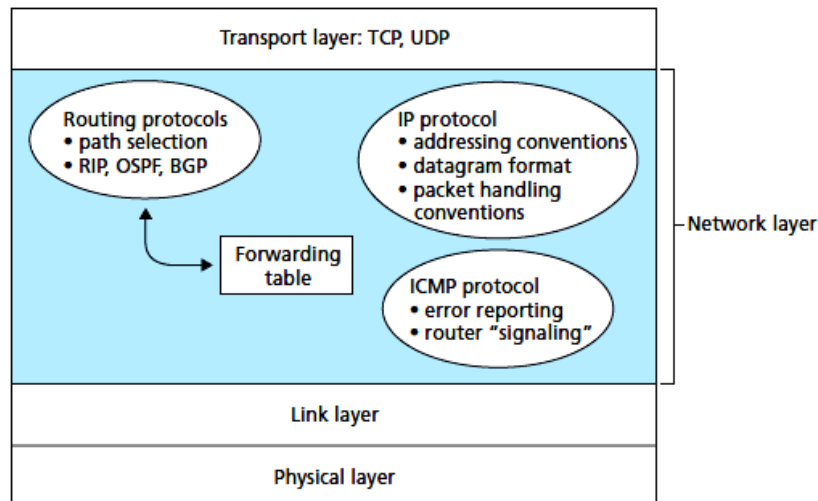 Transport layer: TCP, UDP
Routing protocols
• path selection
• RIP, OSPF, BGP
IP protocol
• addressing conventions
• datagram format
• packet handling
conventions
Network layer
Forwarding
table
ICMP protocol
• error reporting
• router “signaling”
Link layer
Physical layer